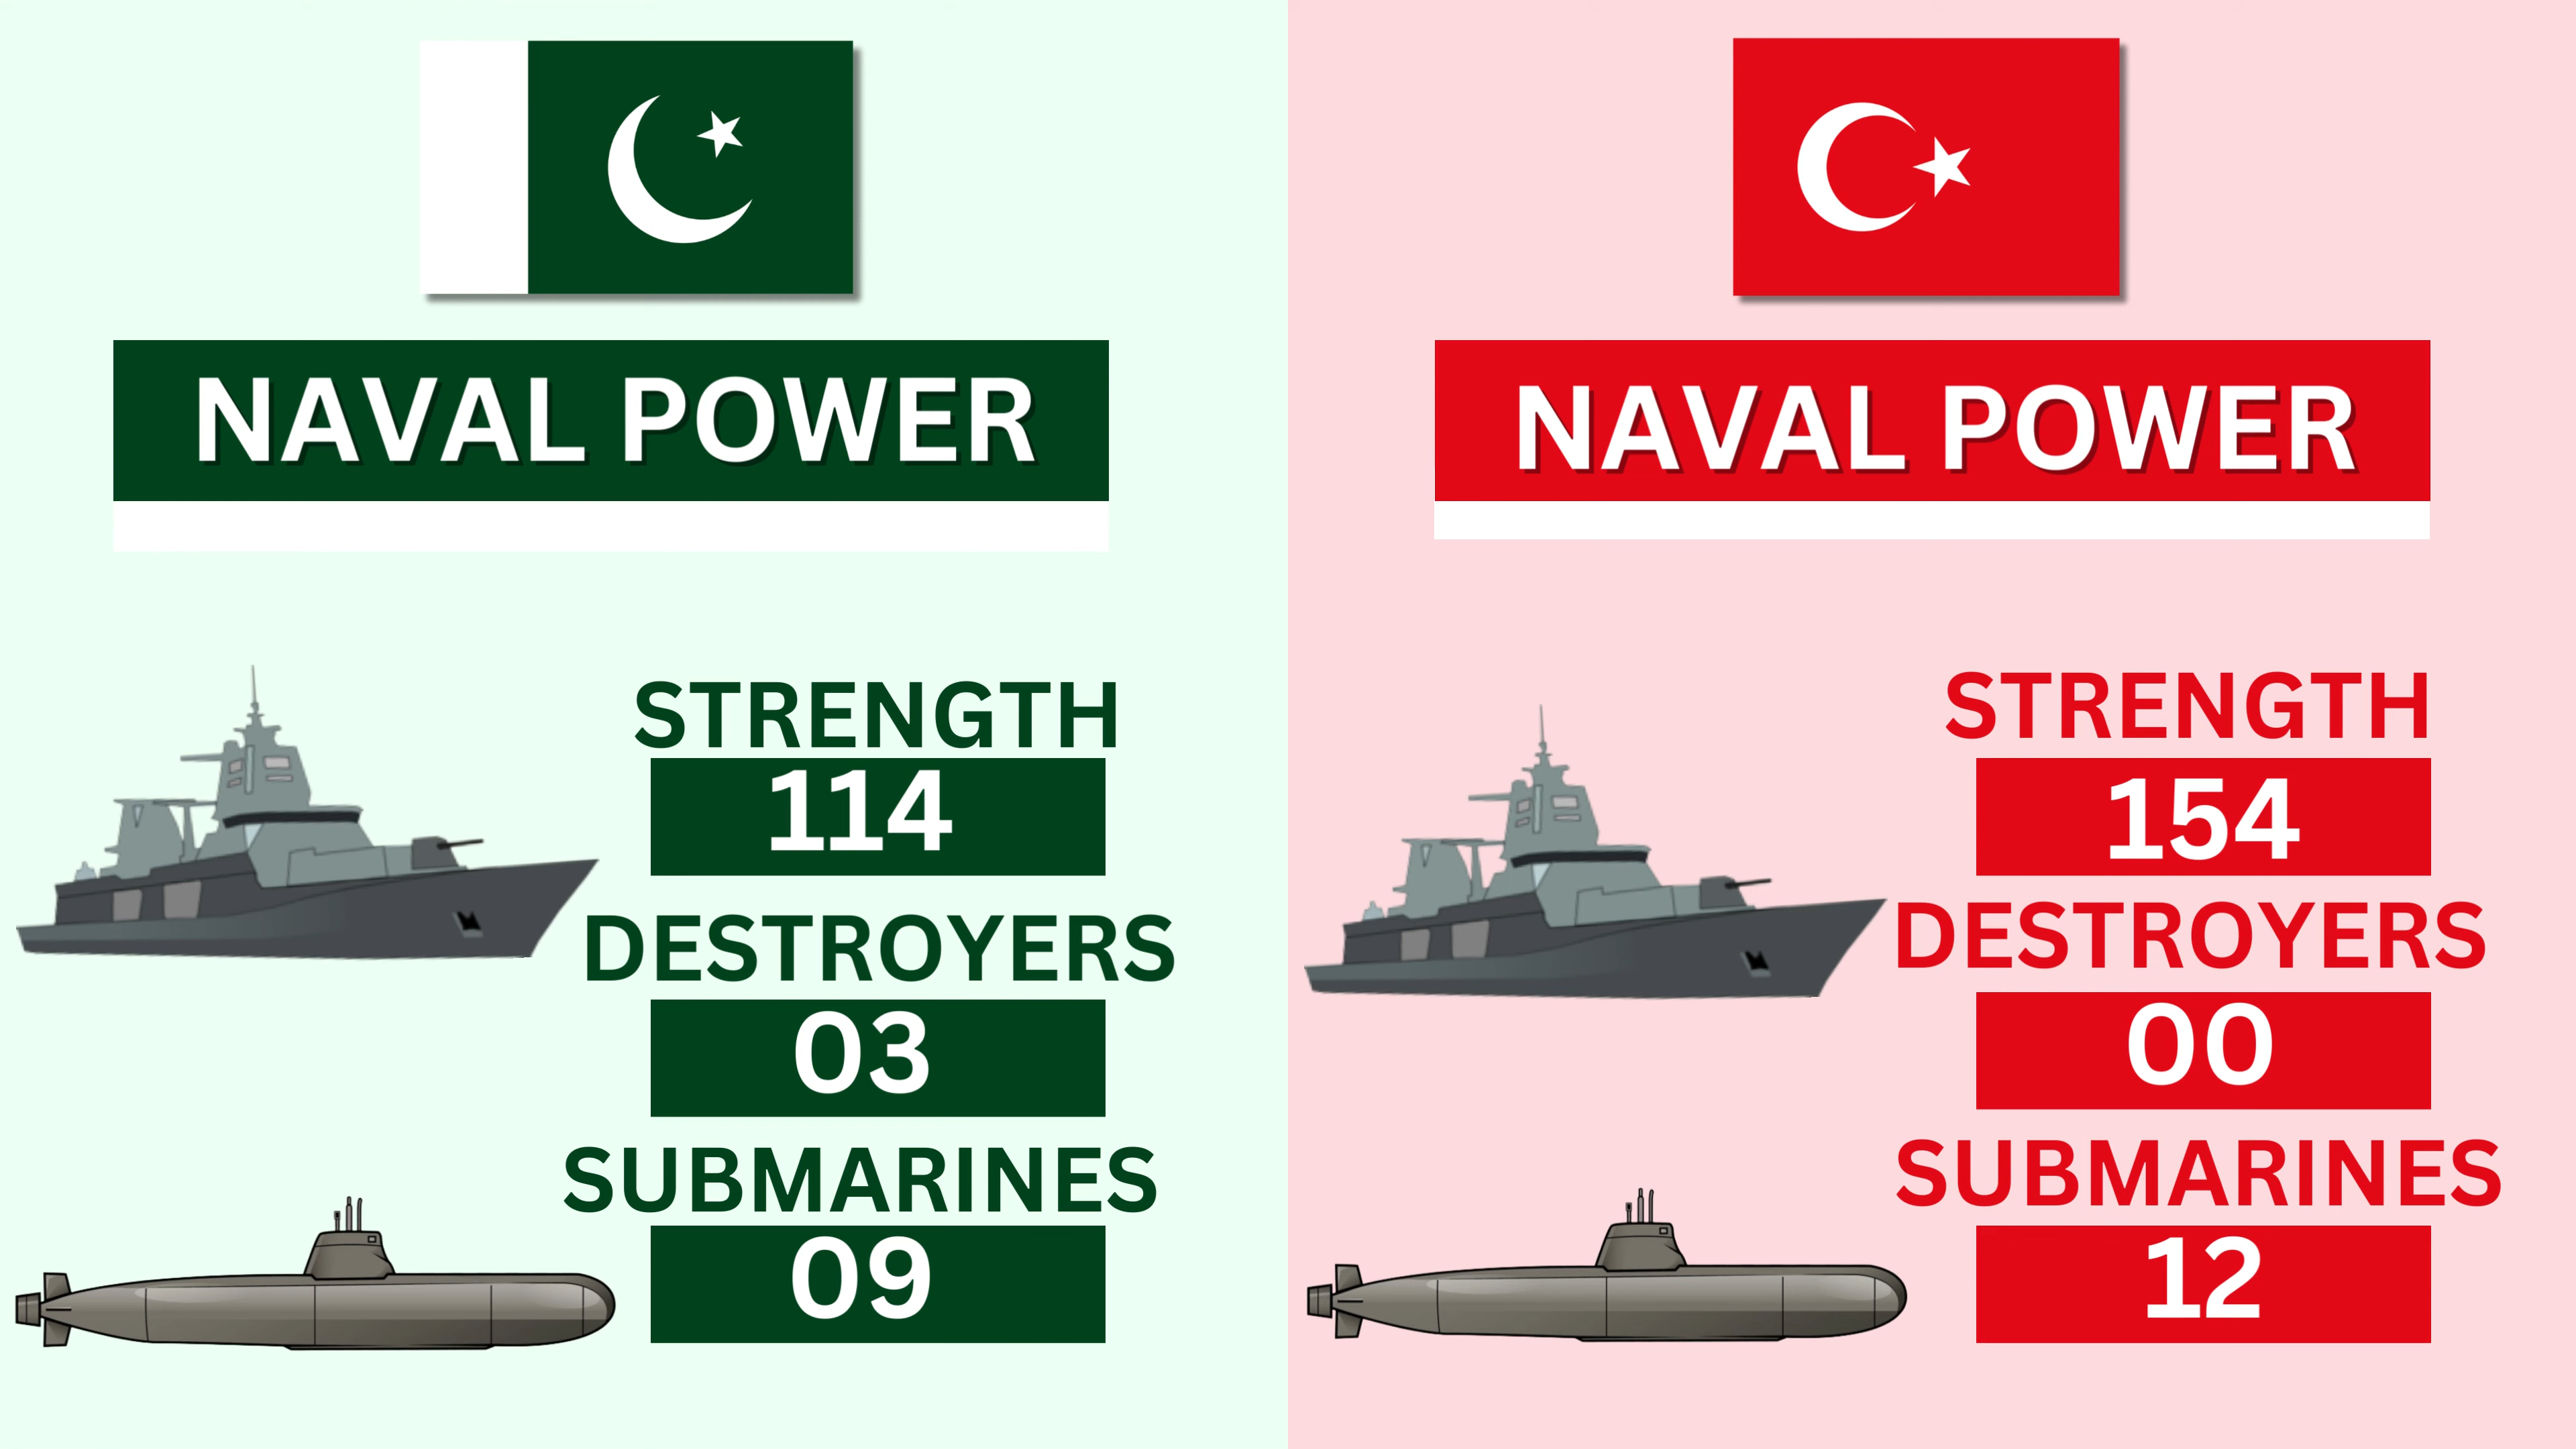 NAVAL POWER
STRENGTH
114
DESTROYERS
03
SUBMARINES
09
NAVAL POWER
STRENGTH
154
DESTROYERS
00
SUBMARINES
12